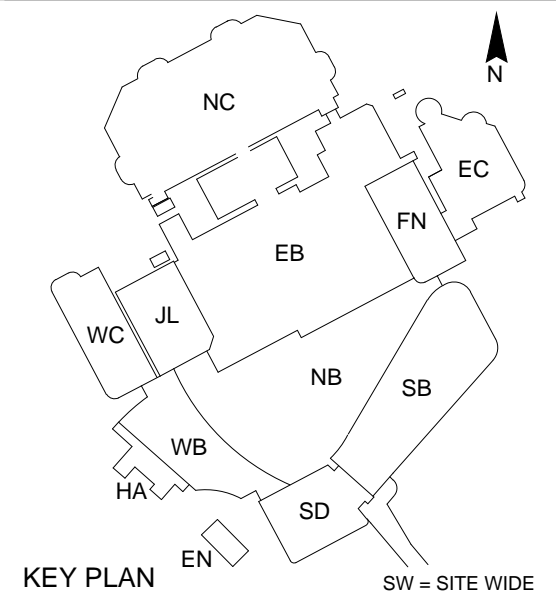 NC
N
EC
FN
EB
JL
WC
NB
SB
WB
HA
SD
EN
KEY PLAN
SW = SITE WIDE